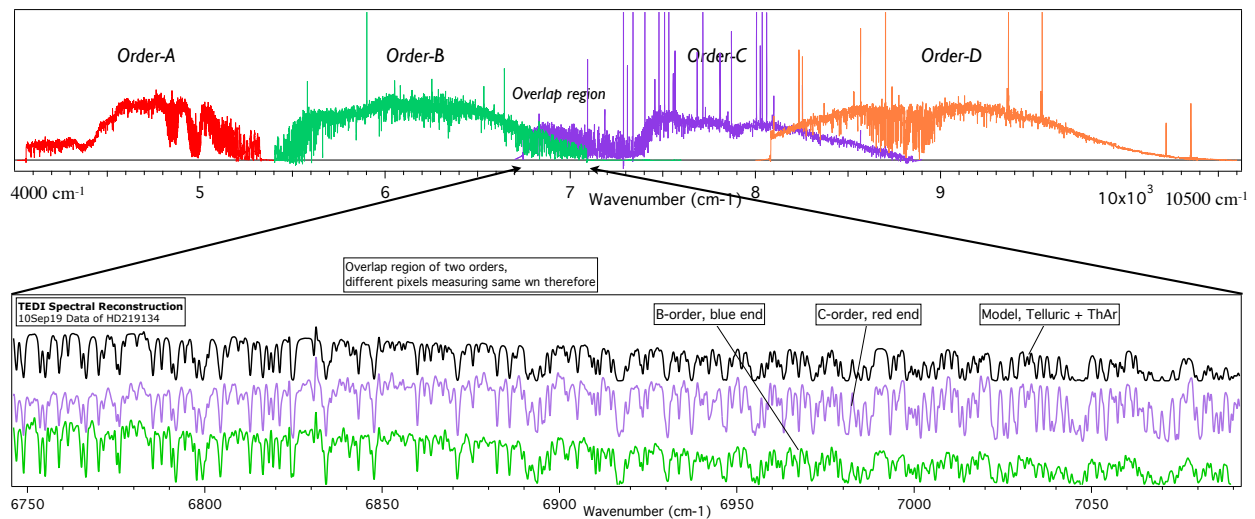 Order-A
Order-B
Order-C
Order-D
Overlap region
4000 cm⁻¹
5
6
7
8
9
10x10³
10500 cm⁻¹
Wavenumber (cm-1)
Overlap region of two orders,
different pixels measuring same wn therefore
TEDI Spectral Reconstruction
10Sep19 Data of HD219134
B-order, blue end
C-order, red end
Model, Telluric + ThAr
6750
6800
6850
6900
6950
7000
7050
Wavenumber (cm-1)